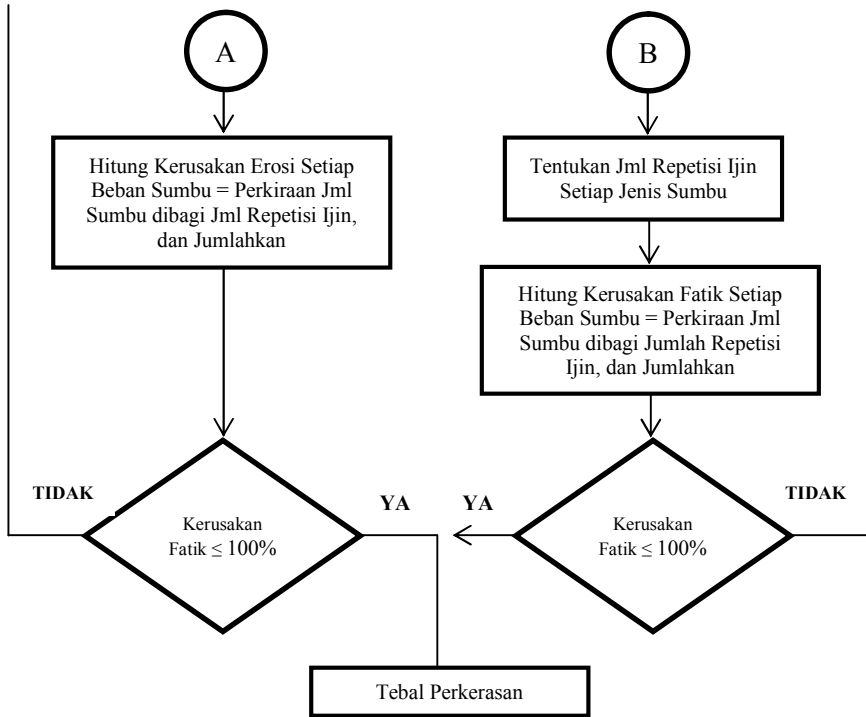 A
Hitung Kerusakan Erosi Setiap
Beban Sumbu = Perkiraan Jml
Sumbu dibagi Jml Repetisi Ijin,
dan Jumlahkan
TIDAK
Kerusakan
Fatik ≤ 100%
YA
B
Tentukan Jml Repetisi Ijin
Setiap Jenis Sumbu
Hitung Kerusakan Fatik Setiap
Beban Sumbu = Perkiraan Jml
Sumbu dibagi Jumlah Repetisi
Ijin, dan Jumlahkan
YA
Kerusakan
Fatik ≤ 100%
TIDAK
Tebal Perkerasan